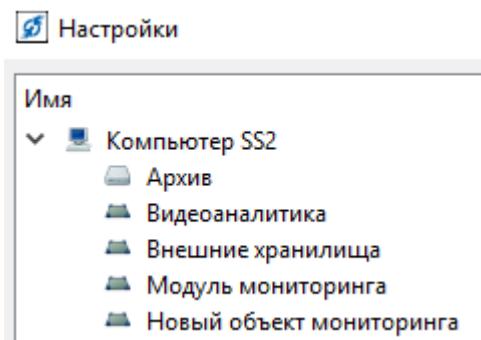 Настройки
Имя
Компьютер SS2
Архив
Видеоаналитика
Внешние хранилища
Модуль мониторинга
Новый объект мониторинга